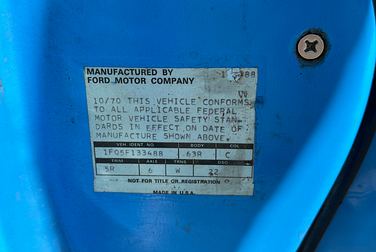 MANUFACTURED BY
FORD MOTOR COMPANY
10/70 THIS VEHICLE CONFORMS
TO ALL APPLICABLE FEDERAL
MOTOR VEHICLE SAFETY STAN-
DARDS IN EFFECT ON DATE OF
MANUFACTURE SHOWN ABOVE.
VEH. IDENT. NO. BODY COL
1F05F133488 63R C
TRIM AXLE TRNS DSO
5R 6 W 22
NOT FOR TITLE OR REGISTRATION
MADE IN U.S.A.